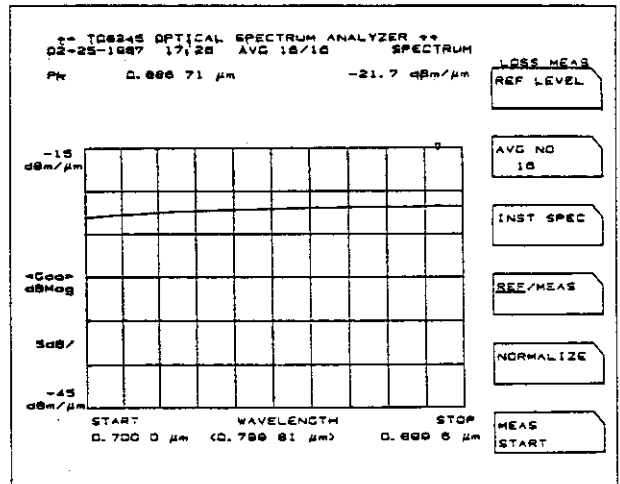 ** TQ8345 OPTICAL SPECTRUM ANALYZER **
02-25-1987 17:28 AVG 16/16 SPECTRUM
Pk 0.886 71 µm -21.7 dBm/µm
LOSS MEAS
REF LEVEL
-15
dBm/µm
AVG NO
16
INST SPEC
dBMag
REF/MEAS
5dB/
NORMALIZE
-45
dBm/µm
START WAVELENGTH STOP
0.700 0 µm (0.799 81 µm) 0.899 6 µm
MEAS
START